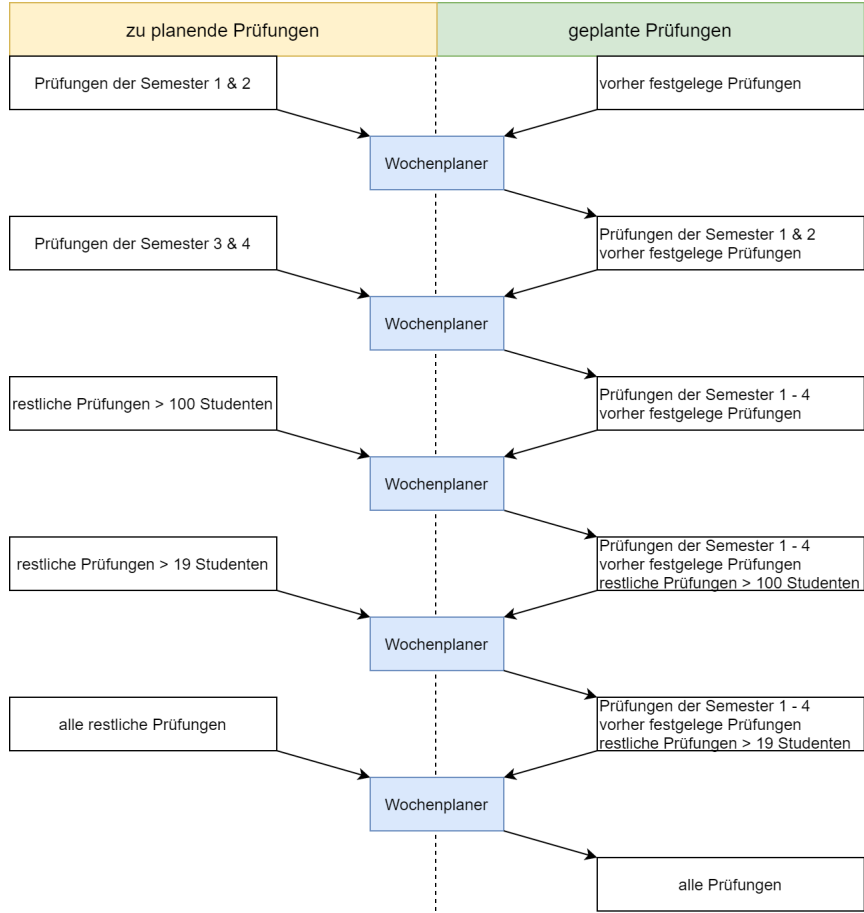 zu planende Prüfungen
geplante Prüfungen
Prüfungen der Semester 1 & 2
vorher festgelege Prüfungen
Wochenplaner
Prüfungen der Semester 3 & 4
Prüfungen der Semester 1 & 2
vorher festgelege Prüfungen
Wochenplaner
restliche Prüfungen > 100 Studenten
Prüfungen der Semester 1 - 4
vorher festgelege Prüfungen
Wochenplaner
restliche Prüfungen > 19 Studenten
Prüfungen der Semester 1 - 4
vorher festgelege Prüfungen
restliche Prüfungen > 100 Studenten
Wochenplaner
alle restliche Prüfungen
Prüfungen der Semester 1 - 4
vorher festgelege Prüfungen
restliche Prüfungen > 19 Studenten
Wochenplaner
alle Prüfungen